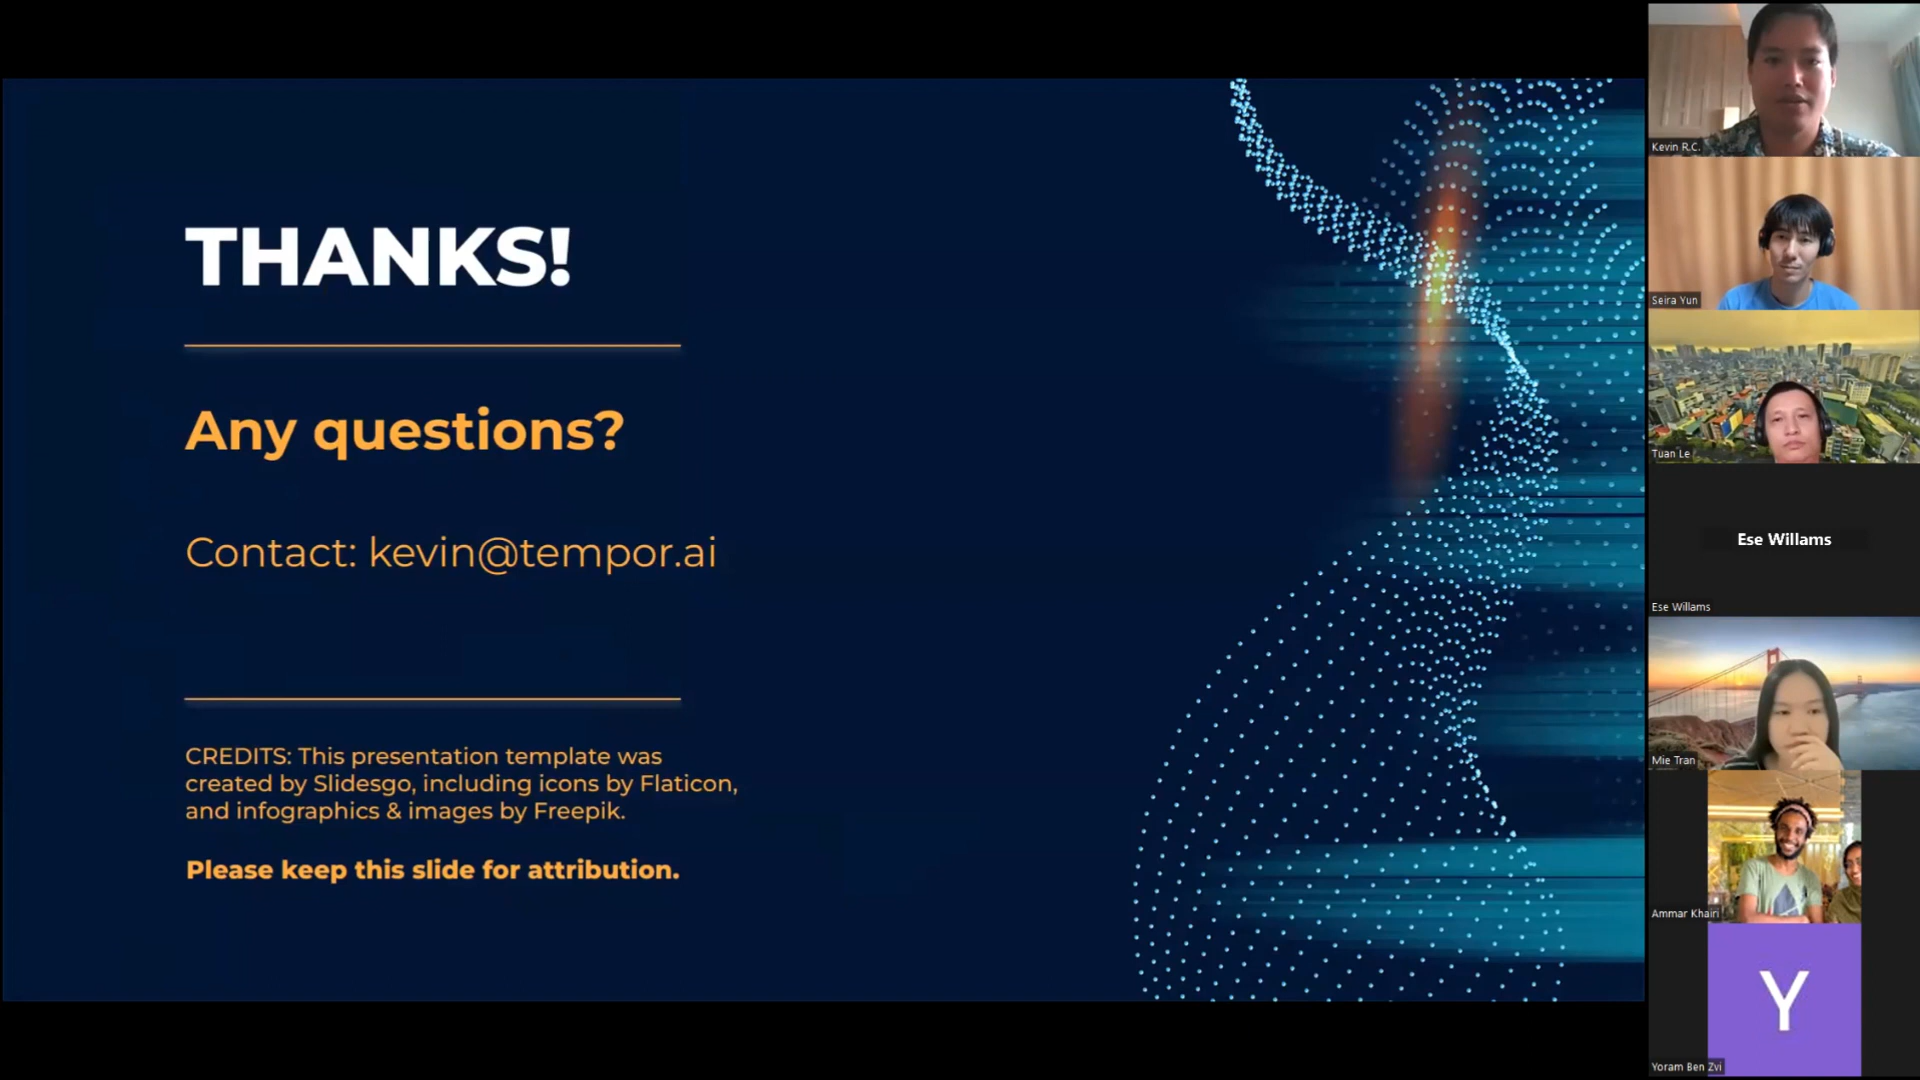 THANKS!
Any questions?
Contact: kevin@tempor.ai
CREDITS: This presentation template was
created by Slidesgo, including icons by Flaticon,
and infographics & images by Freepik.
Please keep this slide for attribution.
Kevin R.C.
Seira Yun
Tuan Le
Ese Willams
Ese Willams
Mie Tran
Ammar Khairi
Y
Yoram Ben Zvi